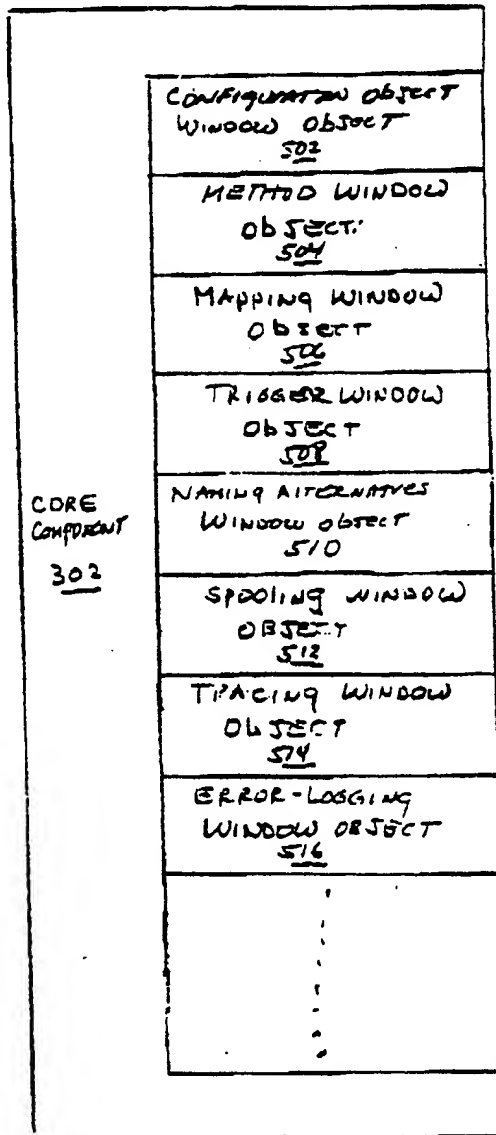 CONFIGURATION OBJECT
WINDOW OBJECT
502
METHOD WINDOW
OBJECT
504
MAPPING WINDOW
OBJECT
506
TRIGGER WINDOW
OBJECT
508
NAMING ALTERNATIVES
WINDOW OBJECT
510
SPOOLING WINDOW
OBJECT
512
TRACING WINDOW
OBJECT
514
ERROR-LOGGING
WINDOW OBJECT
516
CORE
COMPONENT
302